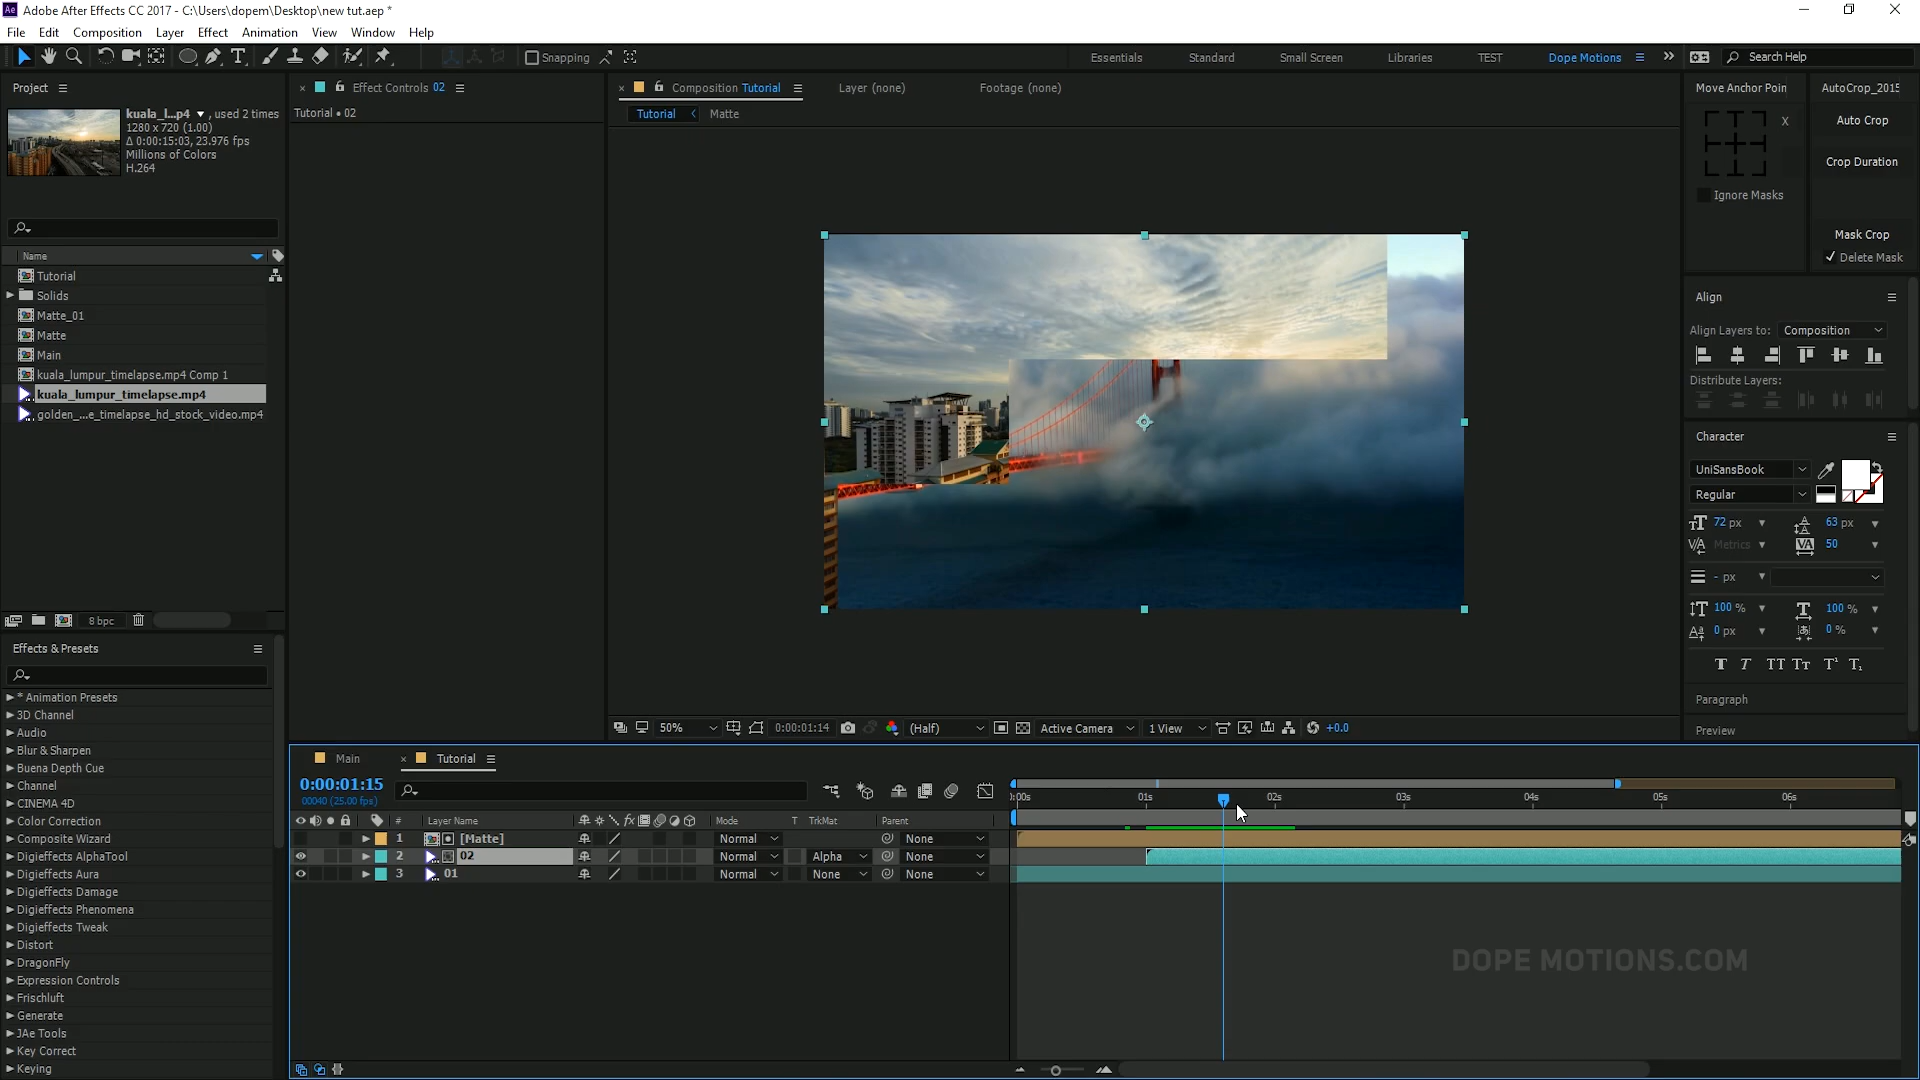 Adobe After Effects CC 2017 - C:\Users\dopem\Desktop\new tut.aep *
File Edit Composition Layer Effect Animation View Window Help
Snapping Essentials Standard Small Screen Libraries TEST Dope Motions Search Help
Project
kuala_l...p4 , used 2 times
1280 x 720 (1.00)
Δ 0:00:15:03, 23.976 fps
Millions of Colors
H.264
Name
Tutorial
Solids
Matte_01
Matte
Main
kuala_lumpur_timelapse.mp4 Comp 1
kuala_lumpur_timelapse.mp4
golden_...e_timelapse_hd_stock_video.mp4
8 bpc
Effects & Presets
* Animation Presets
3D Channel
Audio
Blur & Sharpen
Buena Depth Cue
Channel
CINEMA 4D
Color Correction
Composite Wizard
Digieffects AlphaTool
Digieffects Aura
Digieffects Damage
Digieffects Phenomena
Digieffects Tweak
Distort
DragonFly
Expression Controls
Frischluft
Generate
JAe Tools
Key Correct
Keying
Effect Controls 02
Tutorial • 02
Composition Tutorial Layer (none) Footage (none)
Tutorial Matte
50% 0:00:01:14 (Half) Active Camera 1 View +0.0
Move Anchor Poin
X
Ignore Masks
AutoCrop_2015
Auto Crop
Crop Duration
Mask Crop
Delete Mask
Align
Align Layers to: Composition
Distribute Layers:
Character
UniSansBook
Regular
72 px 63 px
Metrics 50
- px
100 % 100 %
0 px 0 %
T T TT Tt T¹ T₁
Paragraph
Preview
Main Tutorial
0:00:01:15
00040 (25.00 fps)
# Layer Name Mode T TrkMat Parent
1 [Matte] Normal None
2 02 Normal Alpha None
3 01 Normal None None
:00s 01s 02s 03s 04s 05s 06s
DOPE MOTIONS.COM